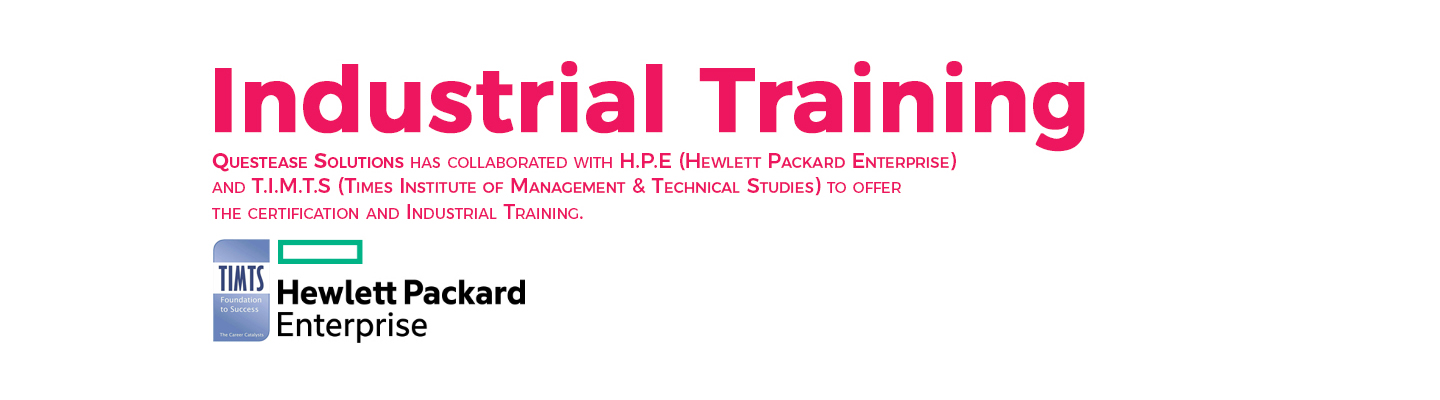 Industrial Training
Questease Solutions has collaborated with H.P.E (Hewlett Packard Enterprise)
and T.I.M.T.S (Times Institute of Management & Technical Studies) to offer
the certification and Industrial Training.
TIMTS
Foundation
to Success
The Career Catalysts
Hewlett Packard
Enterprise